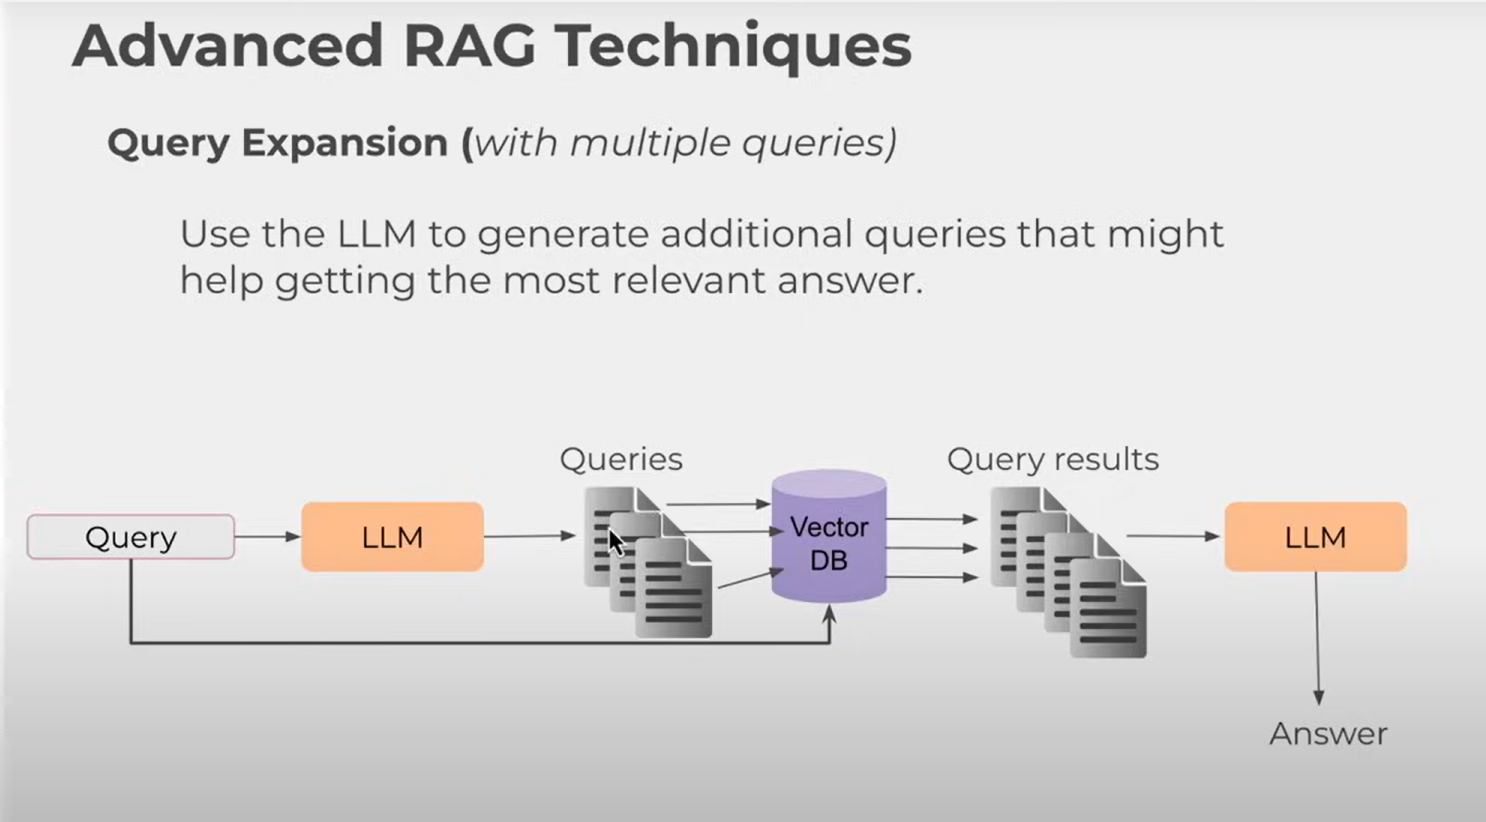 Advanced RAG Techniques
Query Expansion (with multiple queries)
Use the LLM to generate additional queries that might
help getting the most relevant answer.
Queries
Query results
Query
LLM
Vector
DB
LLM
Answer